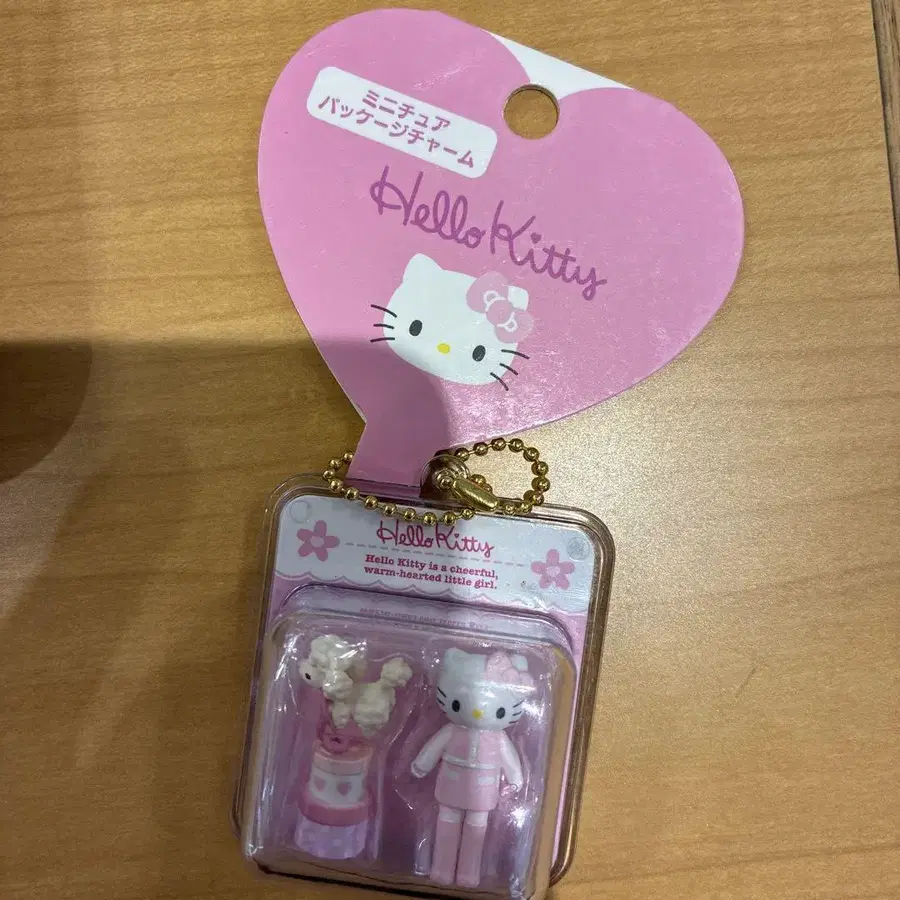 ミニチュア
パッケージチャーム
Hello Kitty
Hello Kitty
Hello Kitty is a cheerful,
warm-hearted little girl.